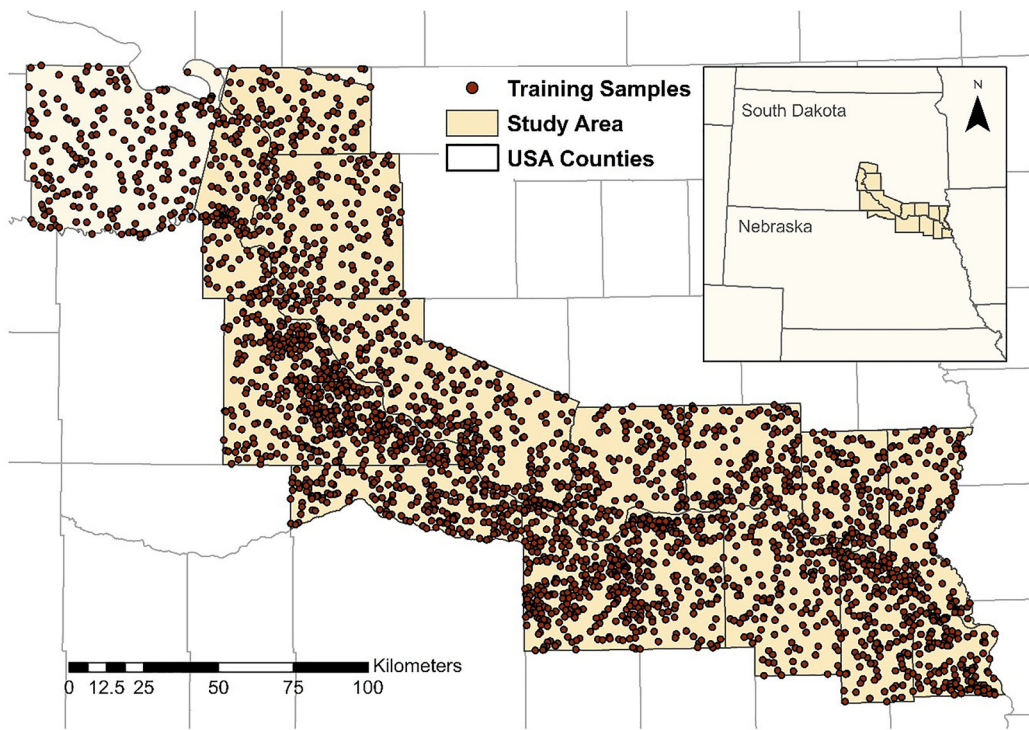 Training Samples
Study Area
USA Counties
N
South Dakota
Nebraska
Kilometers
0 12.5 25 50 75 100